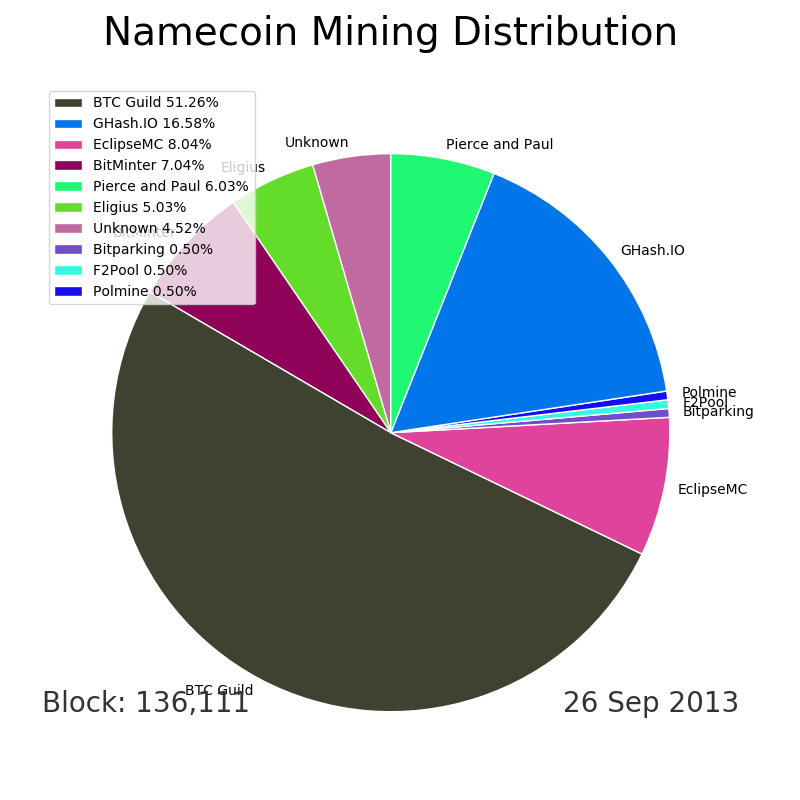 Namecoin Mining Distribution
BTC Guild 51.26%
GHash.IO 16.58%
EclipseMC 8.04%
BitMinter 7.04%
Pierce and Paul 6.03%
Eligius 5.03%
Unknown 4.52%
Bitparking 0.50%
F2Pool 0.50%
Polmine 0.50%
Unknown
Pierce and Paul
Eligius
BitMinter
GHash.IO
Polmine
F2Pool
Bitparking
EclipseMC
BTC Guild
Block: 136,111
26 Sep 2013